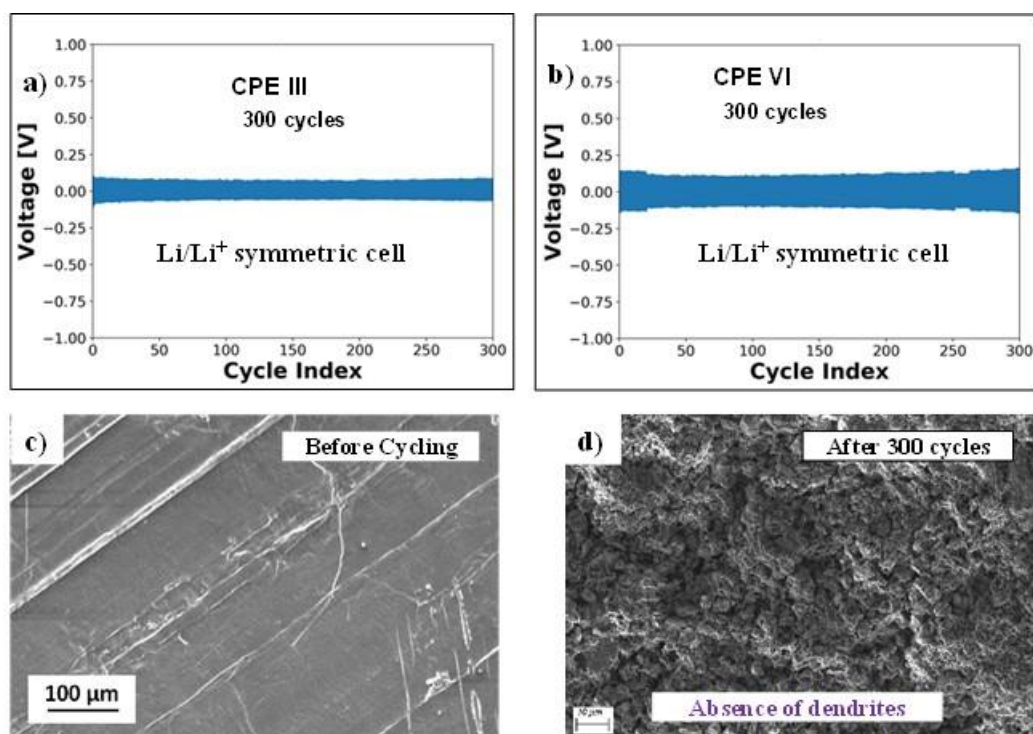 a)
1.00
0.75
0.50
0.25
0.00
−0.25
−0.50
−0.75
−1.00
Voltage [V]
CPE III
300 cycles
Li/Li+ symmetric cell
0 50 100 150 200 250 300
Cycle Index
b)
1.00
0.75
0.50
0.25
0.00
−0.25
−0.50
−0.75
−1.00
Voltage [V]
CPE VI
300 cycles
Li/Li+ symmetric cell
0 50 100 150 200 250 300
Cycle Index
c)
Before Cycling
100 µm
d)
After 300 cycles
Absence of dendrites